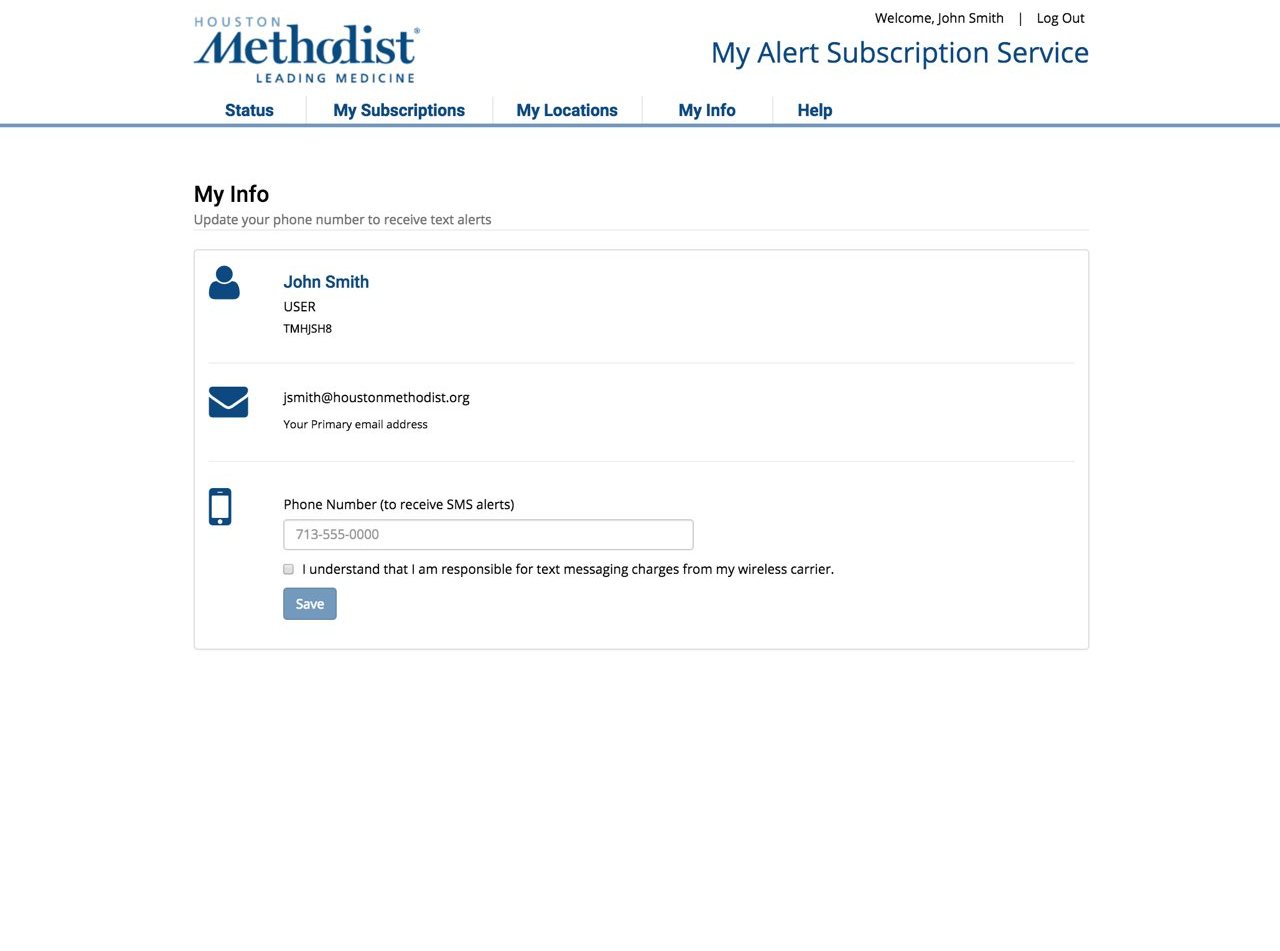 HOUSTON
Methodist®
LEADING MEDICINE
Welcome, John Smith | Log Out
My Alert Subscription Service
Status My Subscriptions My Locations My Info Help
My Info
Update your phone number to receive text alerts
John Smith
USER
TMHJSH8
jsmith@houstonmethodist.org
Your Primary email address
Phone Number (to receive SMS alerts)
713-555-0000
I understand that I am responsible for text messaging charges from my wireless carrier.
Save